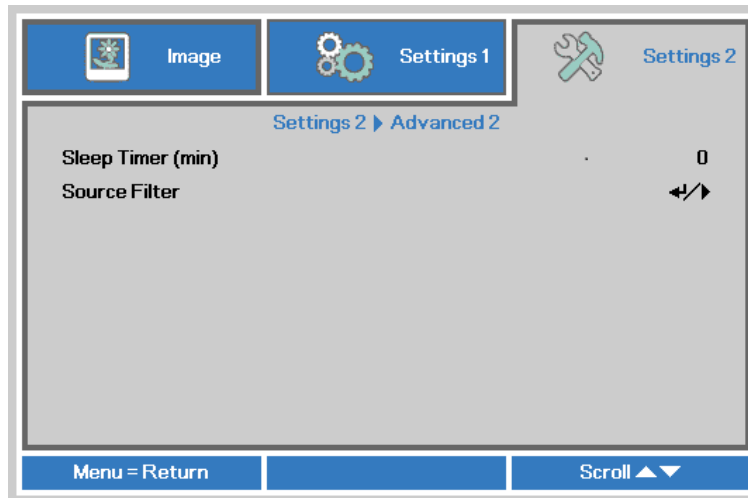 Image
Settings 1
Settings 2
Settings 2 ▶ Advanced 2
Sleep Timer (min) 0
Source Filter ↵/▶
Menu = Return
Scroll ▲▼